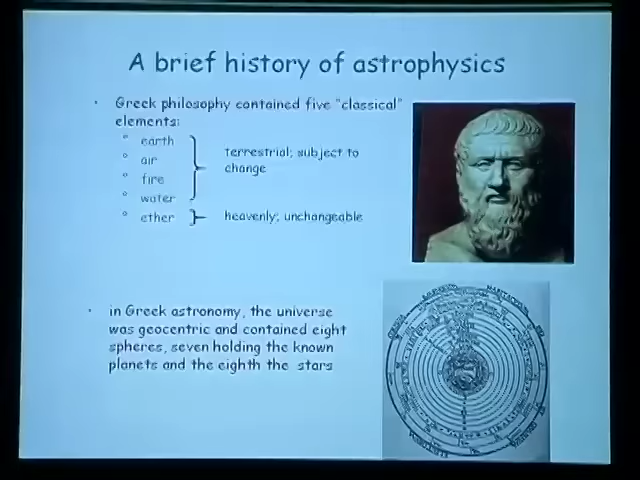 A brief history of astrophysics
Greek philosophy contained five "classical"
elements:
earth
air
fire
water
ether
terrestrial; subject to
change
heavenly; unchangeable
in Greek astronomy, the universe
was geocentric and contained eight
spheres, seven holding the known
planets and the eighth the stars